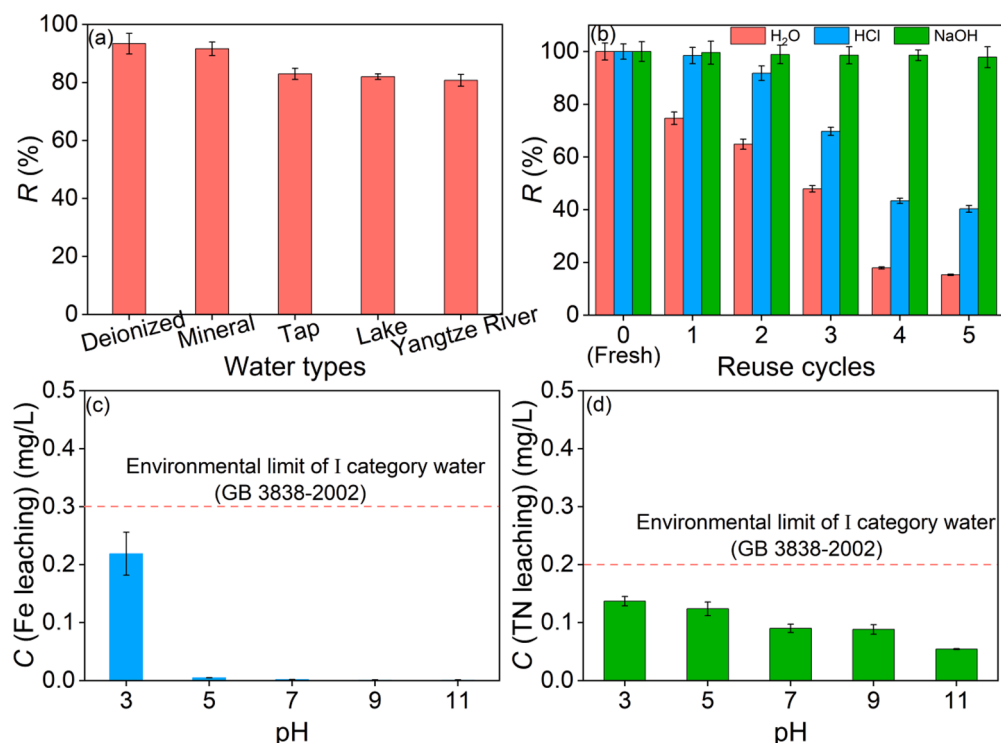 (a)
R (%)
100
80
60
40
20
0
Deionized
Mineral
Tap
Lake
Yangtze River
Water types
(b)
H₂O
HCl
NaOH
R (%)
100
80
60
40
20
0
0
1
2
3
4
5
(Fresh)
Reuse cycles
(c)
C (Fe leaching) (mg/L)
0.5
0.4
0.3
0.2
0.1
0.0
Environmental limit of I category water
(GB 3838-2002)
3
5
7
9
11
pH
(d)
C (TN leaching) (mg/L)
0.5
0.4
0.3
0.2
0.1
0.0
Environmental limit of I category water
(GB 3838-2002)
3
5
7
9
11
pH